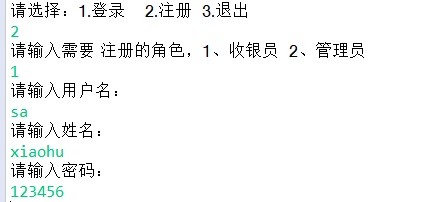 请选择：1.登录  2.注册 3.退出
2
请输入需要 注册的角色，1、收银员 2、管理员
1
请输入用户名：
sa
请输入姓名：
xiaohu
请输入密码：
123456